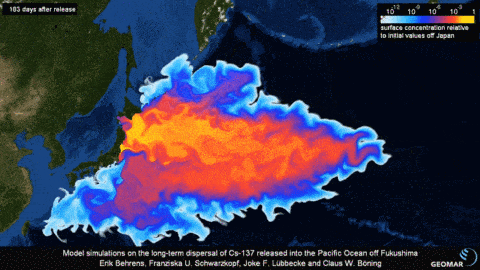 183 days after release
10^-12 10^-9 10^-6 10^-3 1
surface concentration relative
to initial values off Japan
Model simulations on the long-term dispersal of Cs-137 released into the Pacific Ocean off Fukushima
Erik Behrens, Franziska U. Schwarzkopf, Joke F. Lübbecke and Claus W. Böning
GEOMAR